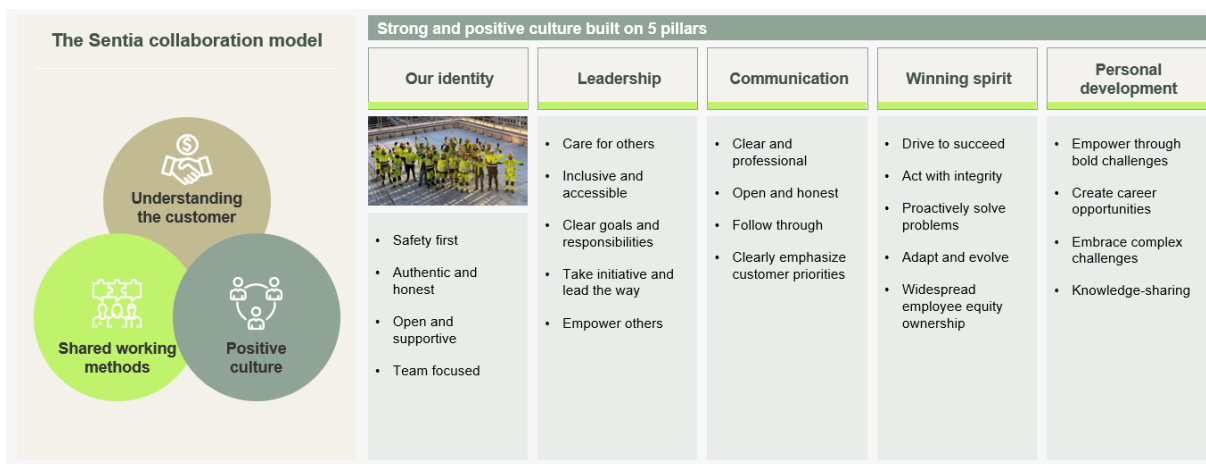 The Sentia collaboration model
$
Understanding
the customer
Shared working
methods
Positive
culture
Strong and positive culture built on 5 pillars
Our identity
• Safety first
• Authentic and
honest
• Open and
supportive
• Team focused
Leadership
• Care for others
• Inclusive and
accessible
• Clear goals and
responsibilities
• Take initiative and
lead the way
• Empower others
Communication
• Clear and
professional
• Open and honest
• Follow through
• Clearly emphasize
customer priorities
Winning spirit
• Drive to succeed
• Act with integrity
• Proactively solve
problems
• Adapt and evolve
• Widespread
employee equity
ownership
Personal
development
• Empower through
bold challenges
• Create career
opportunities
• Embrace complex
challenges
• Knowledge-sharing